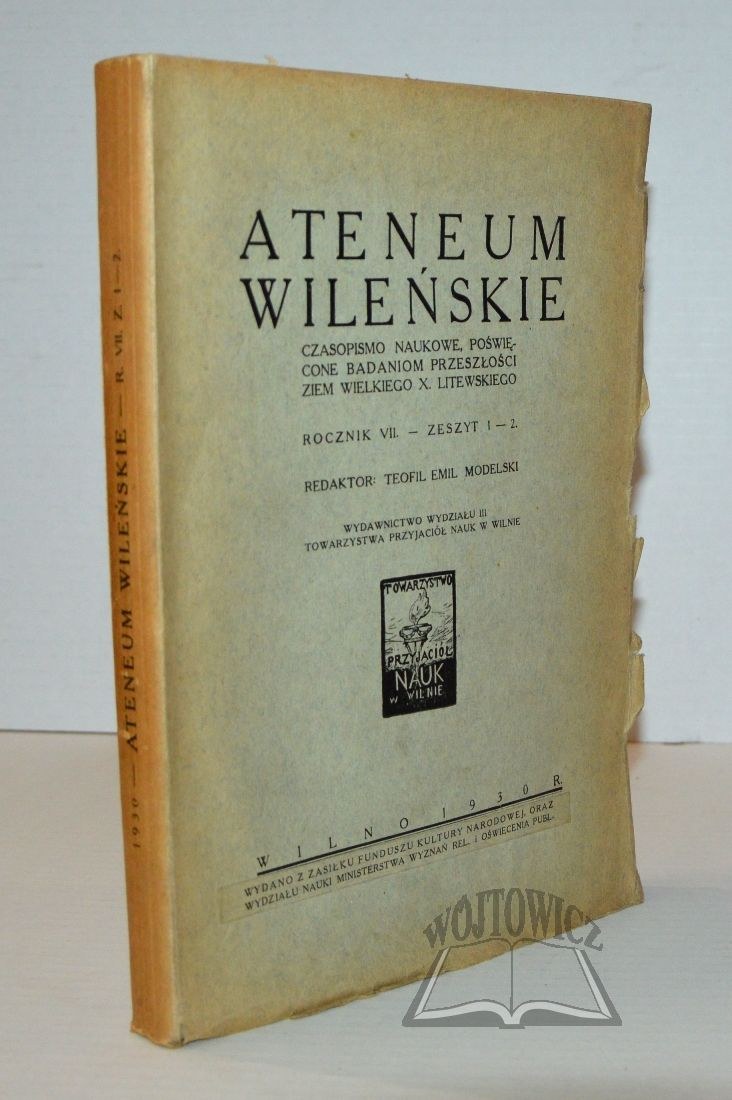 ATENEUM
WILEŃSKIE
CZASOPISMO NAUKOWE, POŚWIĘ-
CONE BADANIOM PRZESZŁOŚCI
ZIEM WIELKIEGO X. LITEWSKIEGO
ROCZNIK VII. — ZESZYT 1 — 2.
REDAKTOR: TEOFIL EMIL MODELSKI
WYDAWNICTWO WYDZIAŁU III
TOWARZYSTWA PRZYJACIÓŁ NAUK W WILNIE
TOWARZYSTWO
PRZYJACIÓŁ
NAUK
W WILNIE
WILNO 1930 R.
WYDANO Z ZASIŁKU FUNDUSZU KULTURY NARODOWEJ, ORAZ
WYDZIAŁU NAUKI MINISTERSTWA WYZNAŃ REL. I OŚWIĘCENIA PUBL.
1930 — ATENEUM WILEŃSKIE — R. VII. Z. 1—2.
WÓJTOWICZ